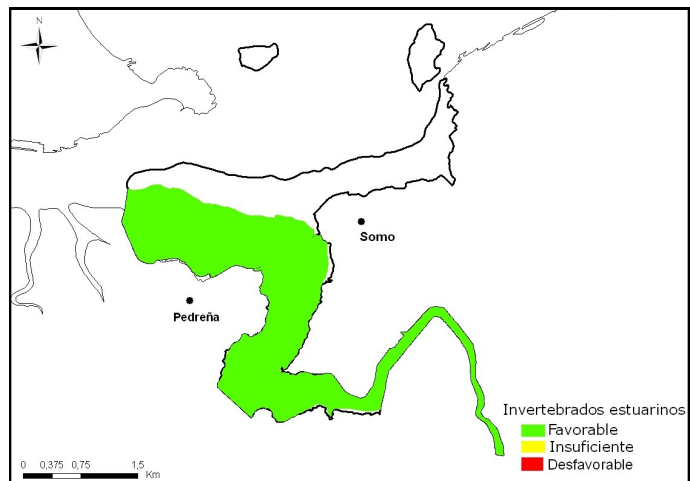 N
Somo
Pedreña
Invertebrados estuarinos
Favorable
Insuficiente
Desfavorable
0 0,375 0,75 1,5
Km